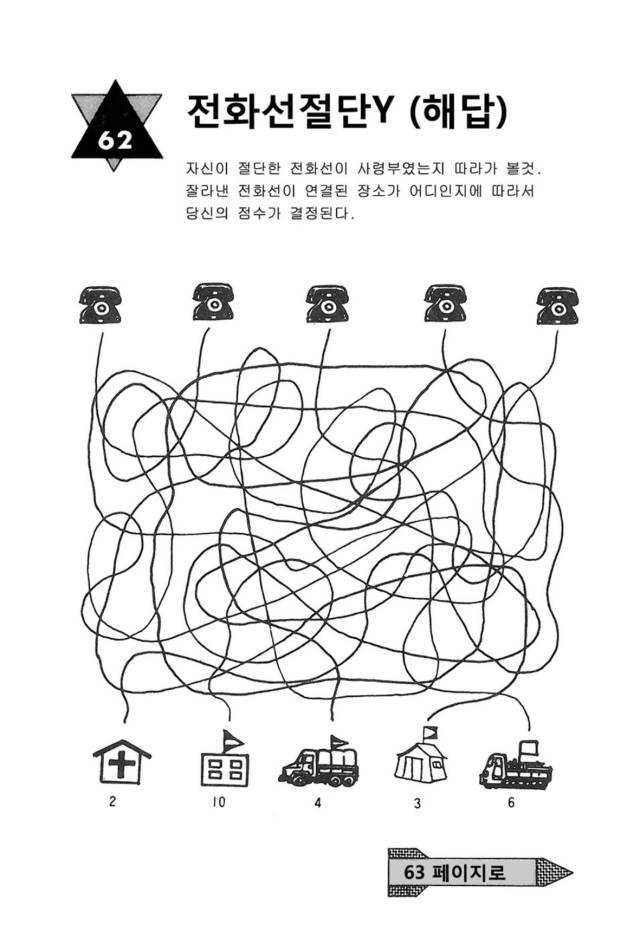 62
전화선절단Y (해답)
자신이 절단한 전화선이 사령부였는지 따라가 볼것.
잘라낸 전화선이 연결된 장소가 어디인지에 따라서
당신의 점수가 결정된다.
2 10 4 3 6
63 페이지로